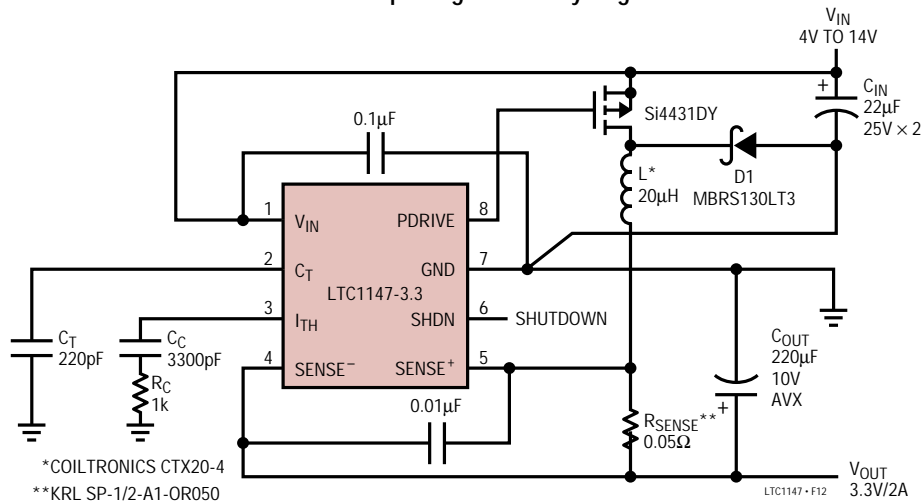 V_IN
4V TO 14V
+
C_IN
22µF
25V × 2
Si4431DY
0.1µF
L*
20µH
D1
MBRS130LT3
1
V_IN
PDRIVE
8
2
C_T
GND
7
LTC1147-3.3
3
I_TH
SHDN
6
SHUTDOWN
4
SENSE⁻
SENSE⁺
5
C_T
220pF
C_C
3300pF
R_C
1k
0.01µF
R_SENSE**
0.05Ω
C_OUT
220µF
10V
AVX
+
*COILTRONICS CTX20-4
**KRL SP-1/2-A1-OR050
LTC1147 • F12
V_OUT
3.3V/2A